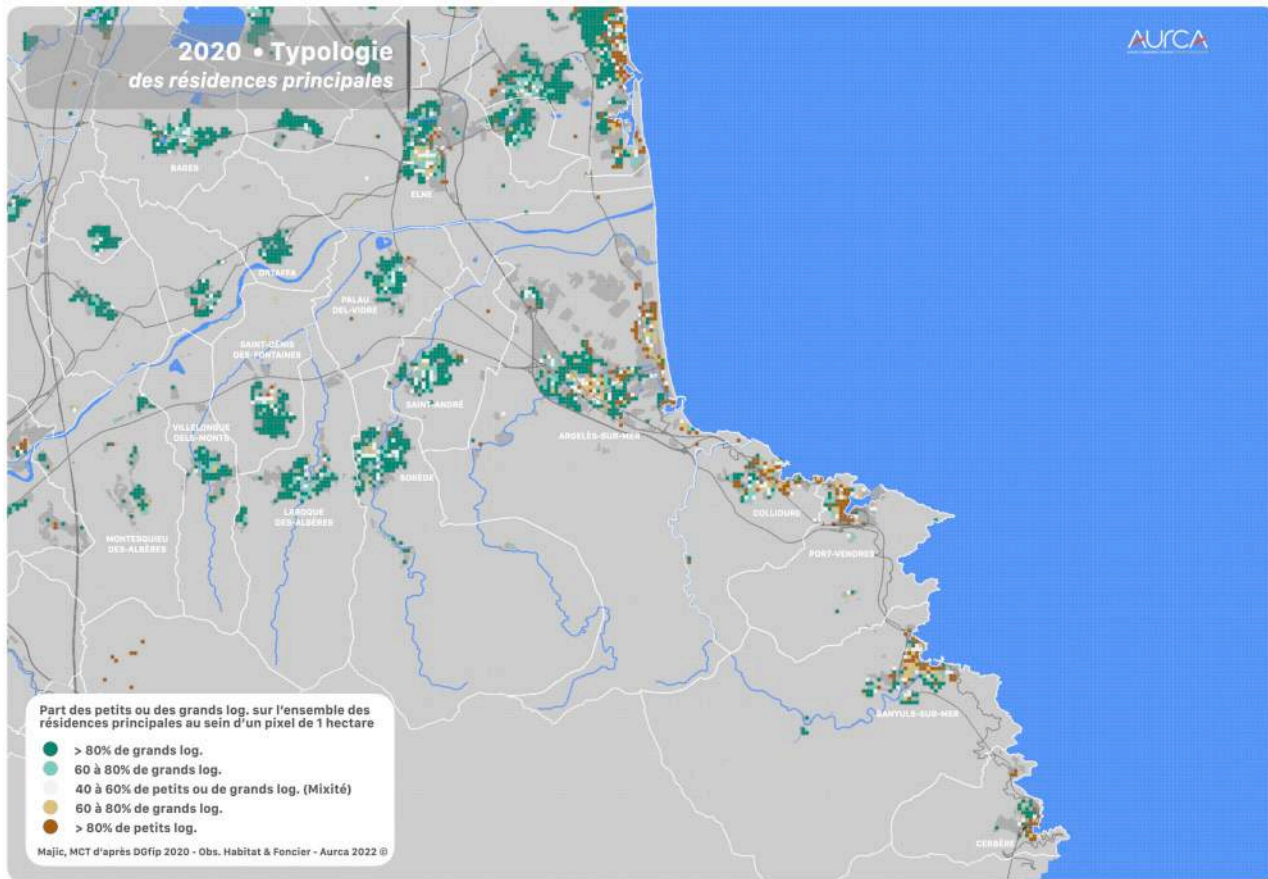 2020 • Typologie
des résidences principales
AURCA
BAGES
ELNE
ORTAFFA
PALAU
DEL-VIDRE
SAINT-GÉNIS
DES-FONTAINES
SAINT-ANDRÉ
VILLELONGUE
DELS-MONTS
ARGELÈS-SUR-MER
SORÈDE
LAROQUE
DES-ALBÈRES
COLLIOURE
MONTESQUIEU
DES-ALBÈRES
PORT-VENDRES
BANYULS-SUR-MER
CERBÈRE
Part des petits ou des grands log. sur l'ensemble des
résidences principales au sein d'un pixel de 1 hectare
> 80% de grands log.
60 à 80% de grands log.
40 à 60% de petits ou de grands log. (Mixité)
60 à 80% de grands log.
> 80% de petits log.
Majic, MCT d'après DGfip 2020 - Obs. Habitat & Foncier - Aurca 2022 ©